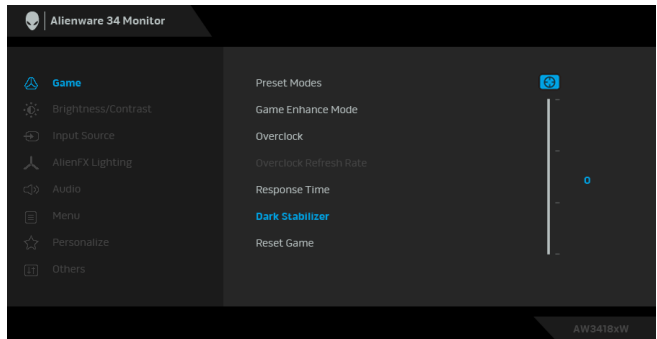 Alienware 34 Monitor
Game
Brightness/Contrast
Input Source
AlienFX Lighting
Audio
Menu
Personalize
Others
Preset Modes
Game Enhance Mode
Overclock
Overclock Refresh Rate
Response Time
Dark Stabilizer
Reset Game
0
AW3418xW